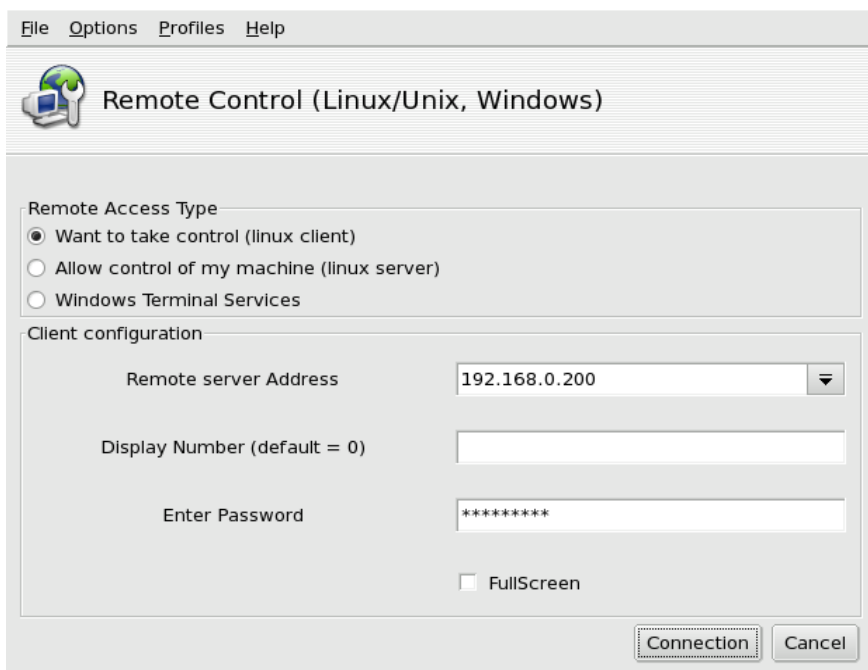 File Options Profiles Help
Remote Control (Linux/Unix, Windows)
Remote Access Type
Want to take control (linux client)
Allow control of my machine (linux server)
Windows Terminal Services
Client configuration
Remote server Address 192.168.0.200
Display Number (default = 0)
Enter Password *********
FullScreen
Connection Cancel